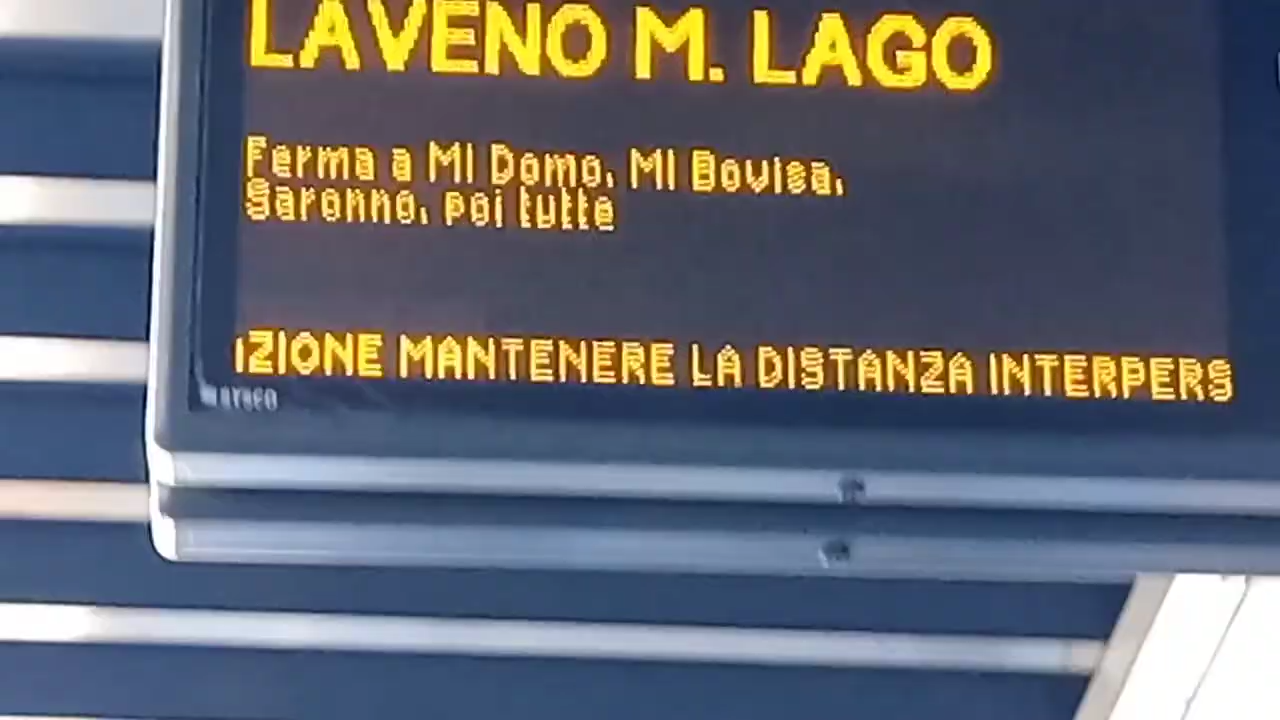 LAVENO M. LAGO
Ferma a MI Domo, MI Bovisa,
Saronno, poi tutte
IZIONE MANTENERE LA DISTANZA INTERPERS